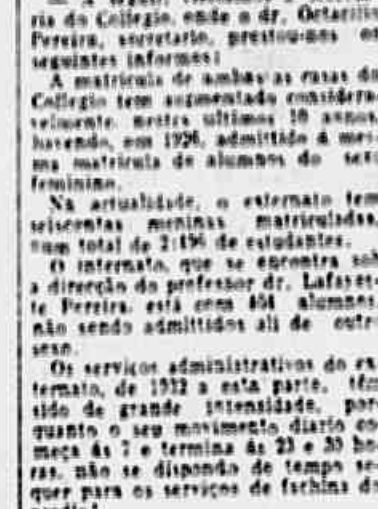 ria do Collegio, onde o dr. Octacilio
Pereira, secretario, prestou-nos os
seguintes informes:
A matricula de ambas as casas do
Collegio tem augmentado considera-
velmente nestes ultimos 10 annos,
havendo, em 1926, admittido á mes-
ma matricula de alumnos do sexo
feminino.
Na actualidade, o externato tem
seiscentas meninas matriculadas,
num total de de estudantes.
O internato, que se encontra sob
a direcção do professor dr. Lafayet-
te Pereira, está com alumnos,
não sendo admittidos ali de outro
sexo.
Os serviços administrativos do ex-
ternato, de 1932 a esta parte, têm
sido de grande intensidade, por-
quanto o seu movimento diario co-
meça ás 7 e termina ás 23 e 30 ho-
ras, não se dispondo de tempo se-
quer para os serviços de fachina do